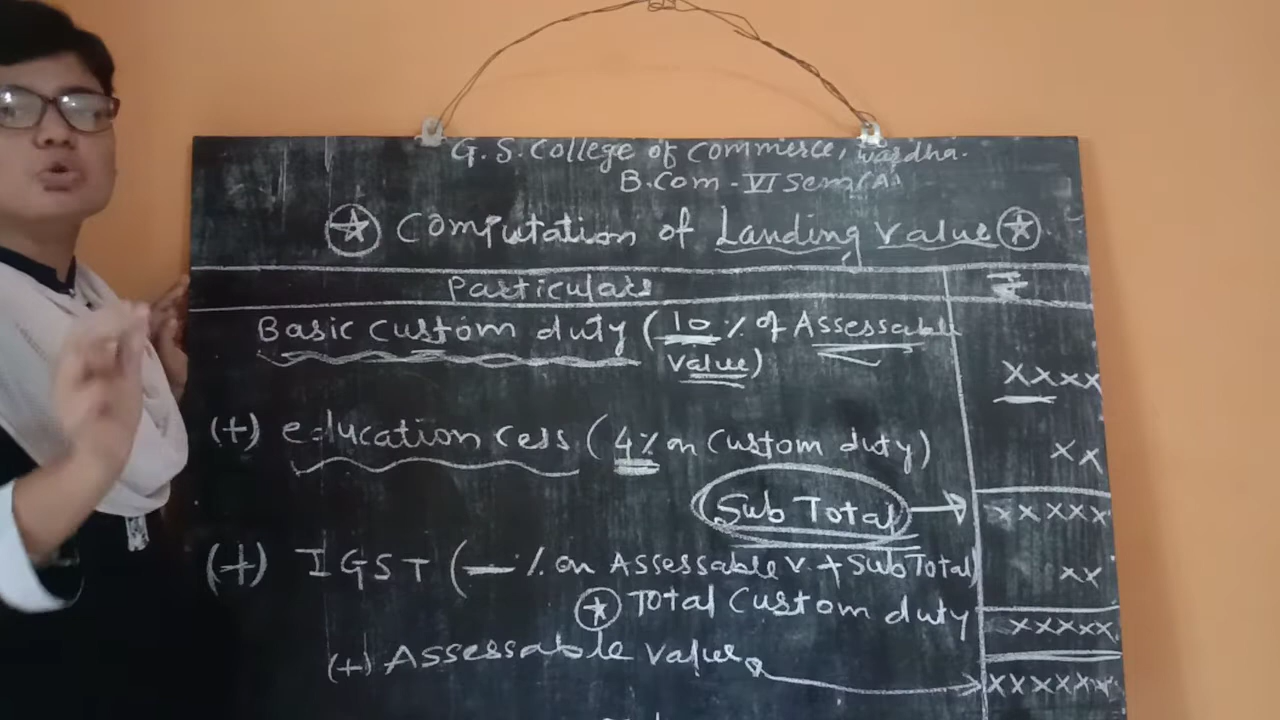 G. S. College of Commerce, Wardha.
B.Com - VI Sem (A)
Computation of Landing Value
Particulars ₹
Basic Custom duty (10 % of Assessable
Value) XXXX
(+) education cess (4% on Custom duty) XX
Sub Total → XXXXX
(+) IGST (—% on Assessable v. + Sub Total) XX
Total Custom duty XXXXX
(+) Assessable value → XXXXXX